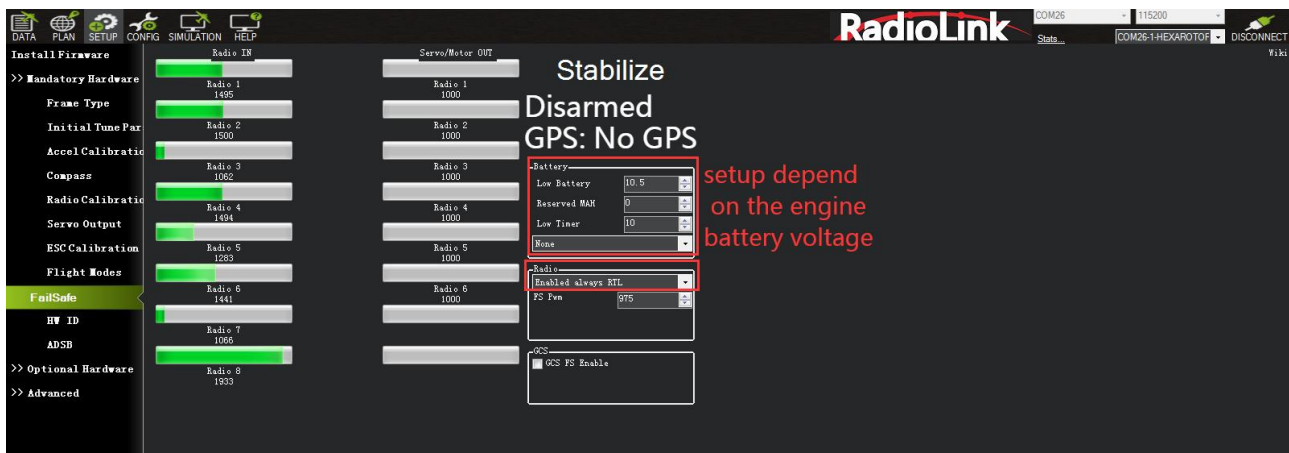 DATA PLAN SETUP CONFIG SIMULATION HELP
RadioLink
COM26 115200
Stats... COM26-1-HEXAROTOF DISCONNECT
Install Firmware
Radio IN
Servo/Motor OUT
Wiki
>> Mandatory Hardware
Frame Type
Initial Tune Par
Accel Calibratic
Compass
Radio Calibratic
Servo Output
ESC Calibration
Flight Modes
FailSafe
HW ID
ADSB
>> Optional Hardware
>> Advanced
Radio 1
1495
Radio 2
1500
Radio 3
1062
Radio 4
1494
Radio 5
1283
Radio 6
1441
Radio 7
1066
Radio 8
1933
Radio 1
1000
Radio 2
1000
Radio 3
1000
Radio 4
1000
Radio 5
1000
Radio 6
1000
Stabilize
Disarmed
GPS: No GPS
Battery
Low Battery 10.5
Reserved MAH 0
Low Timer 10
None
setup depend
on the engine
battery voltage
Radio
Enabled always RTL
FS Pwm 975
GCS
GCS FS Enable